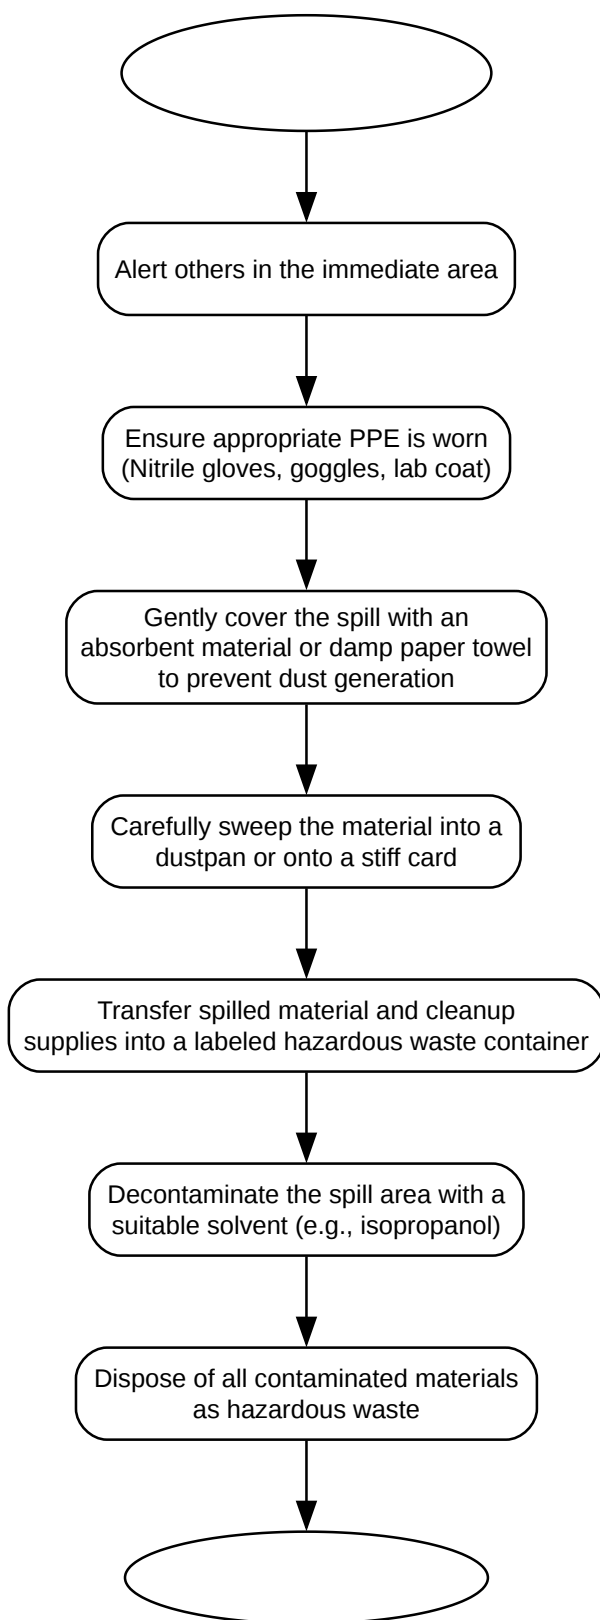 Alert others in the immediate area
Ensure appropriate PPE is worn
(Nitrile gloves, goggles, lab coat)
Gently cover the spill with an
absorbent material or damp paper towel
to prevent dust generation
Carefully sweep the material into a
dustpan or onto a stiff card
Transfer spilled material and cleanup
supplies into a labeled hazardous waste container
Decontaminate the spill area with a
suitable solvent (e.g., isopropanol)
Dispose of all contaminated materials
as hazardous waste